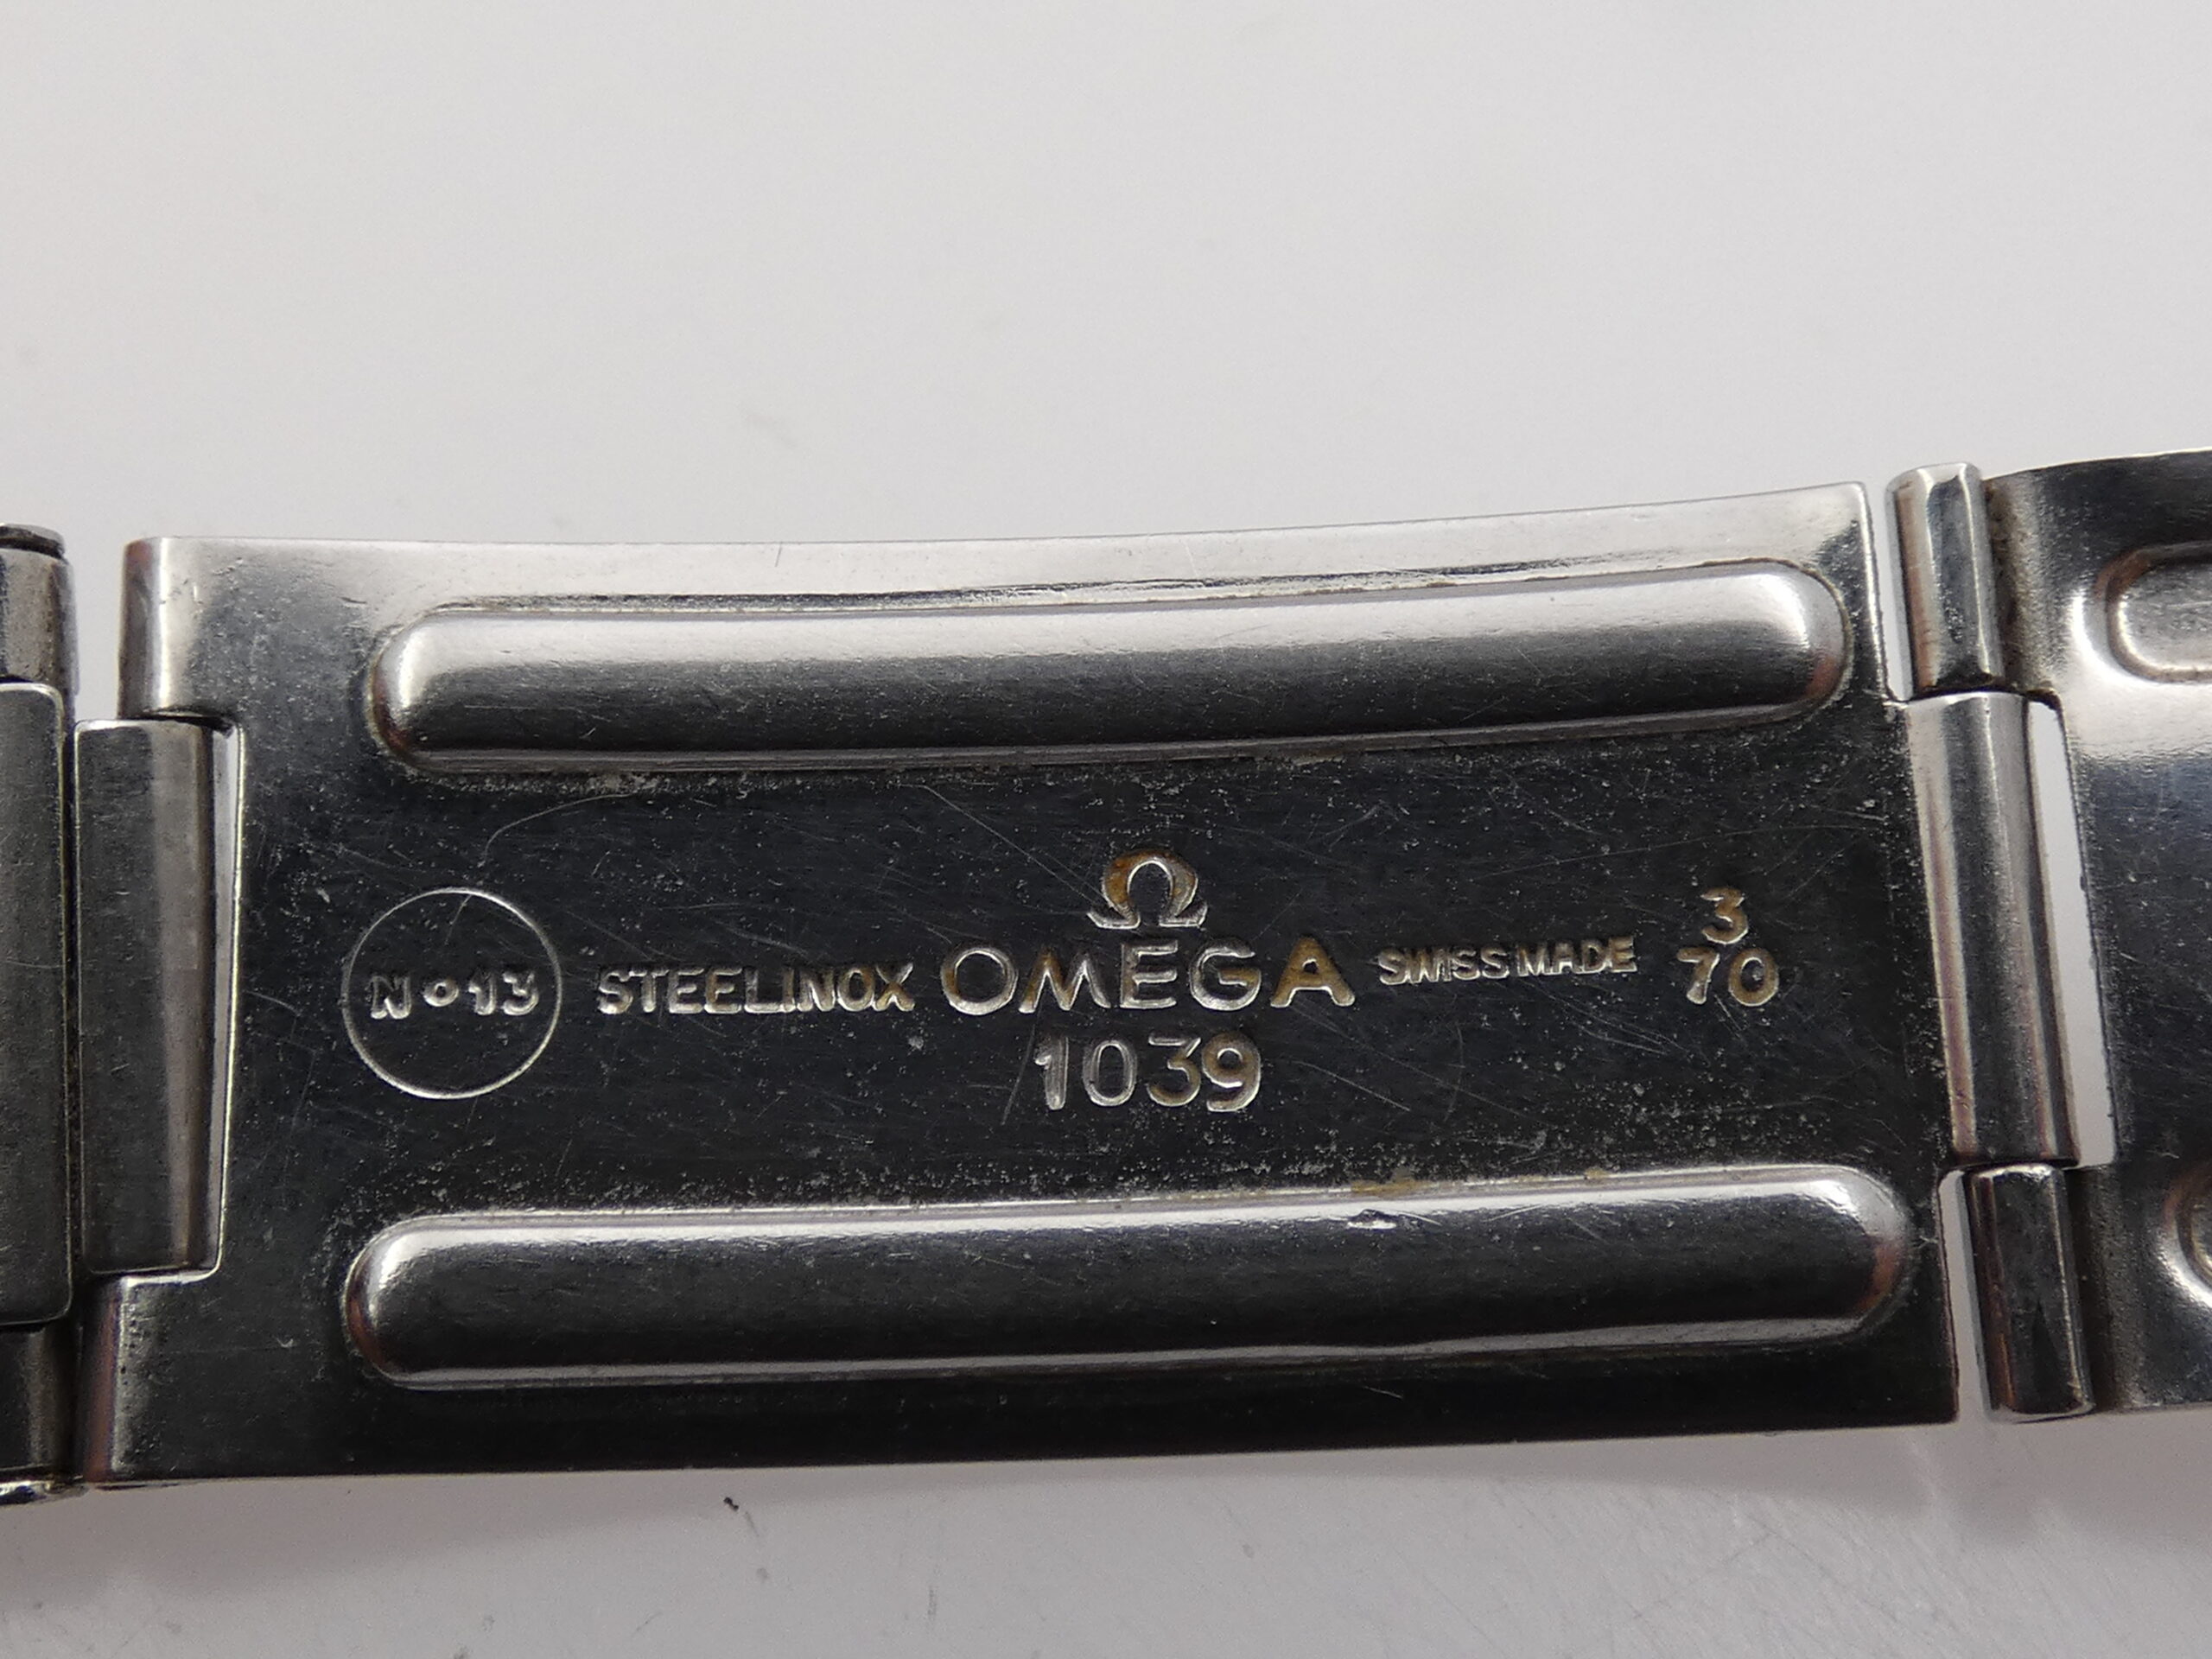 Ω 3
N° 13 STEELINOX OMEGA SWISS MADE 70
1039